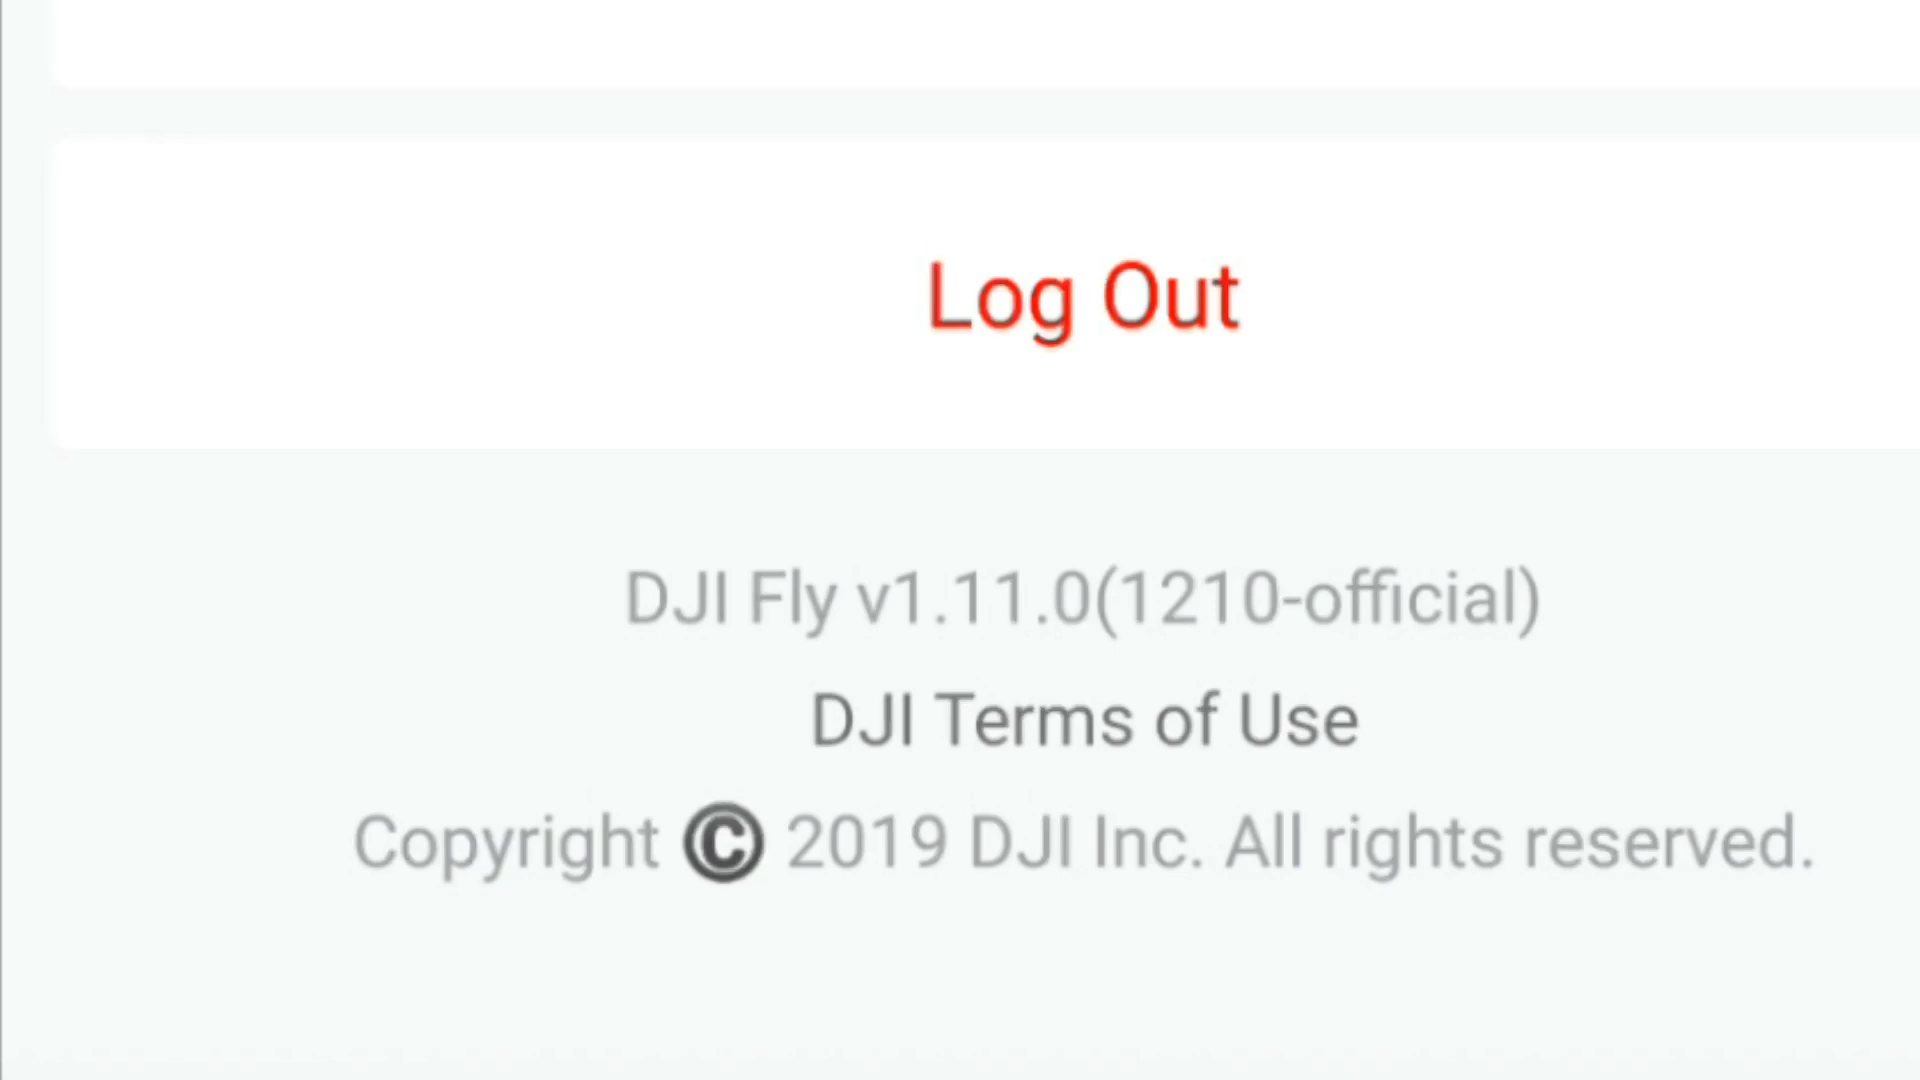 Log Out
DJI Fly v1.11.0(1210-official)
DJI Terms of Use
Copyright © 2019 DJI Inc. All rights reserved.